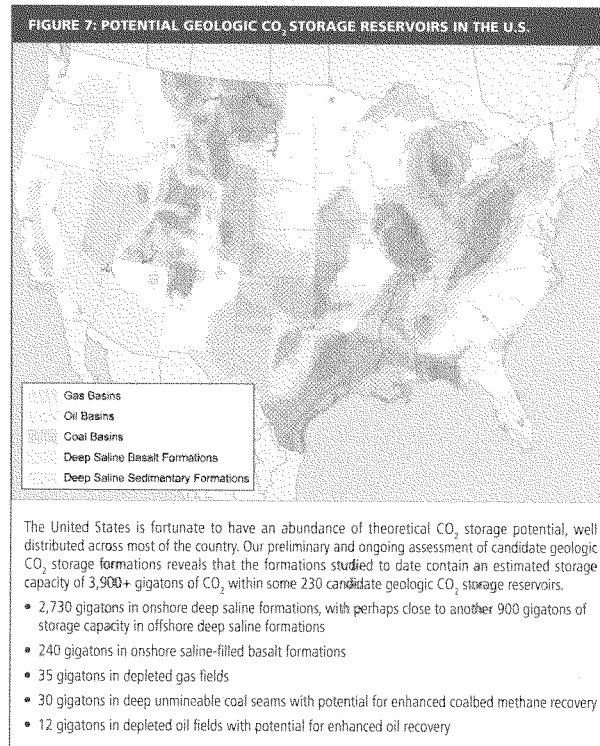 FIGURE 7: POTENTIAL GEOLOGIC CO₂ STORAGE RESERVOIRS IN THE U.S.
Gas Basins
Oil Basins
Coal Basins
Deep Saline Basalt Formations
Deep Saline Sedimentary Formations
The United States is fortunate to have an abundance of theoretical CO₂ storage potential, well
distributed across most of the country. Our preliminary and ongoing assessment of candidate geologic
CO₂ storage formations reveals that the formations studied to date contain an estimated storage
capacity of 3,900+ gigatons of CO₂ within some 230 candidate geologic CO₂ storage reservoirs.
• 2,730 gigatons in onshore deep saline formations, with perhaps close to another 900 gigatons of
storage capacity in offshore deep saline formations
• 240 gigatons in onshore saline-filled basalt formations
• 35 gigatons in depleted gas fields
• 30 gigatons in deep unmineable coal seams with potential for enhanced coalbed methane recovery
• 12 gigatons in depleted oil fields with potential for enhanced oil recovery